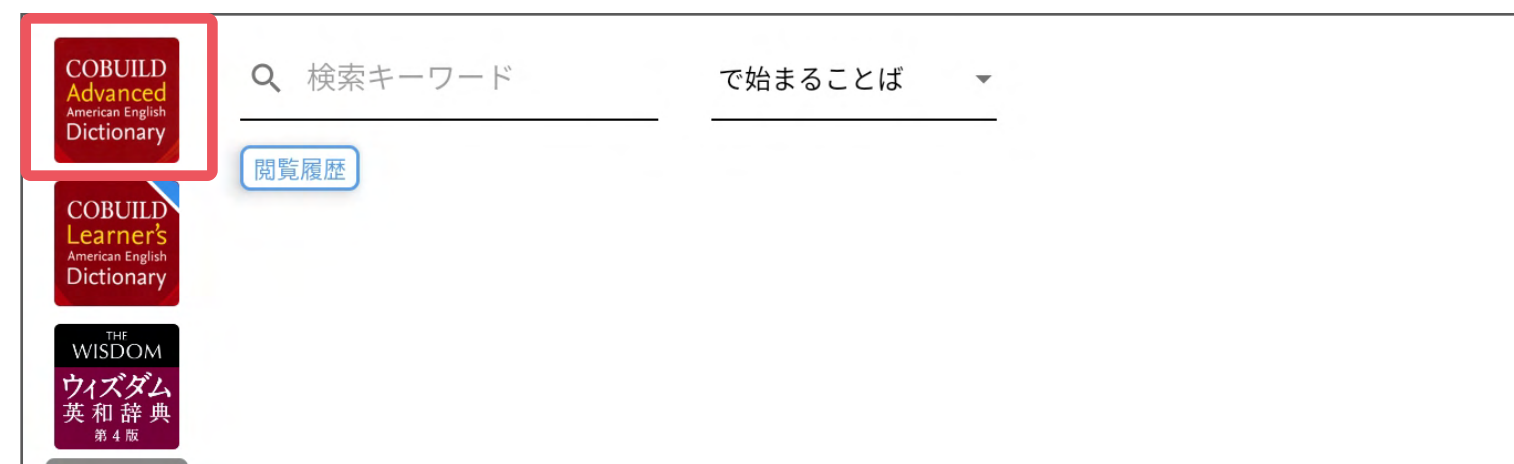 COBUILD
Advanced
American English
Dictionary
検索キーワード
で始まることば
閲覧履歴
COBUILD
Learner's
American English
Dictionary
THE
WISDOM
ウィズダム
英和辞典
第4版